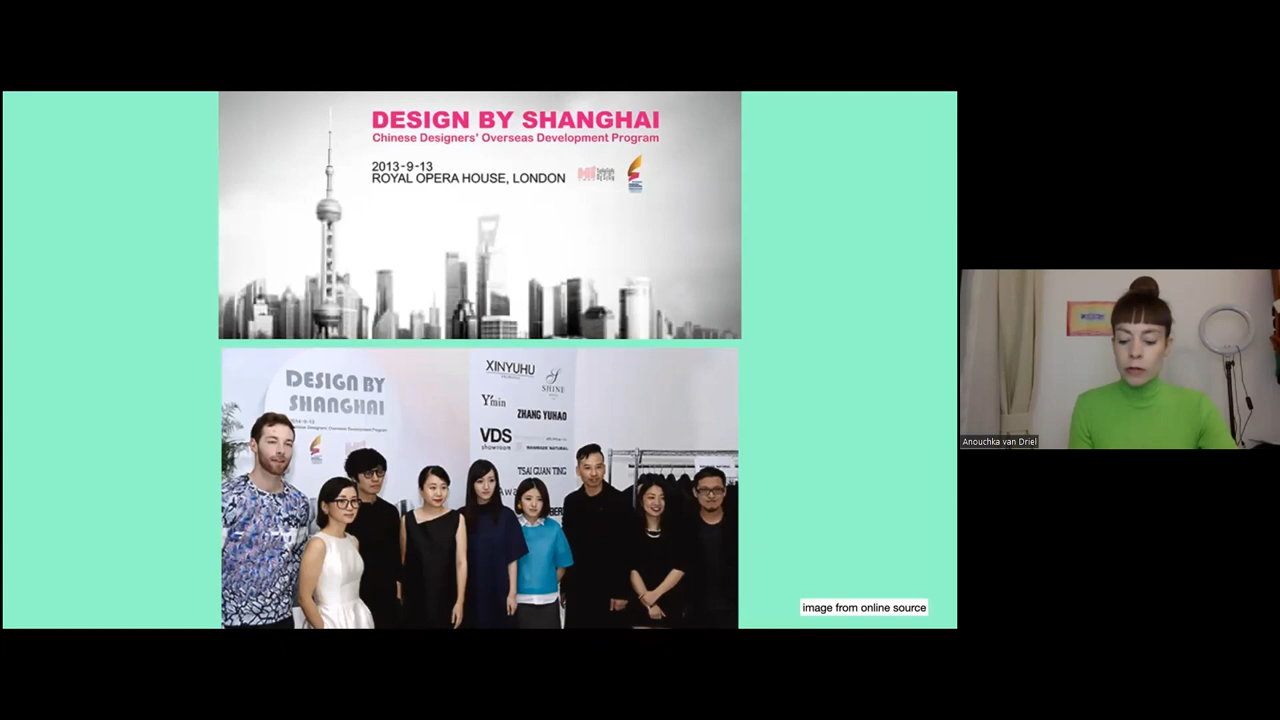 DESIGN BY SHANGHAI
Chinese Designers' Overseas Development Program
2013-9-13
ROYAL OPERA HOUSE, LONDON
DESIGN BY
SHANGHAI
XINYUHU
SHINE
Y'min
ZHANG YUHAO
VDS
showroom
TSAI GUAN TING
image from online source
Anouchka van Driel